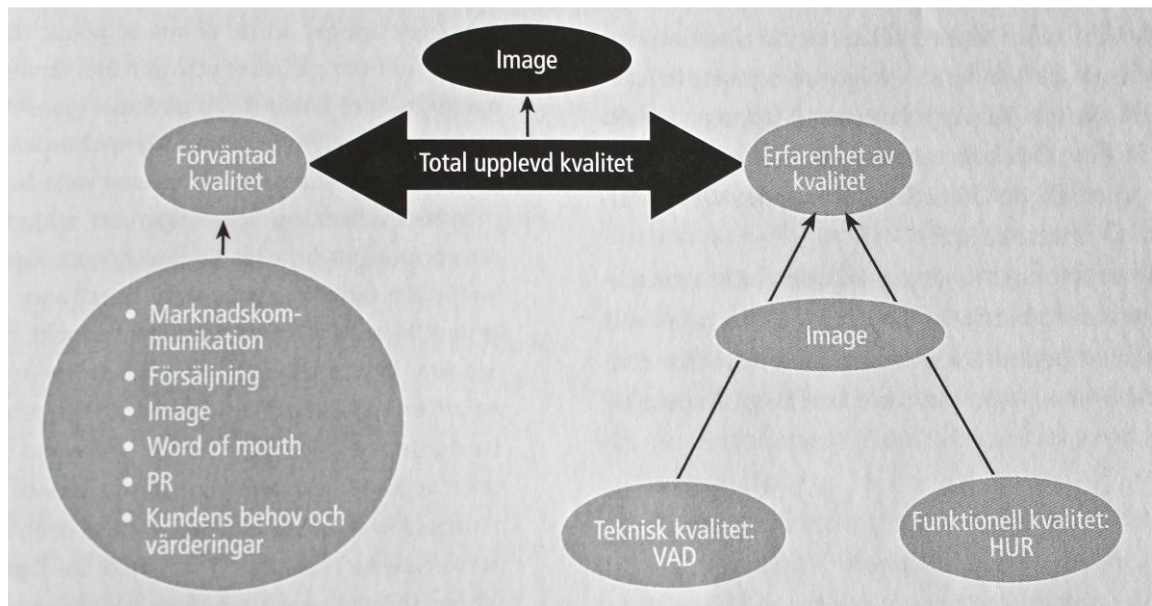 Image
Förväntad
kvalitet
Total upplevd kvalitet
Erfarenhet av
kvalitet
• Marknadskom-
munikation
• Försäljning
• Image
• Word of mouth
• PR
• Kundens behov och
värderingar
Image
Teknisk kvalitet:
VAD
Funktionell kvalitet:
HUR